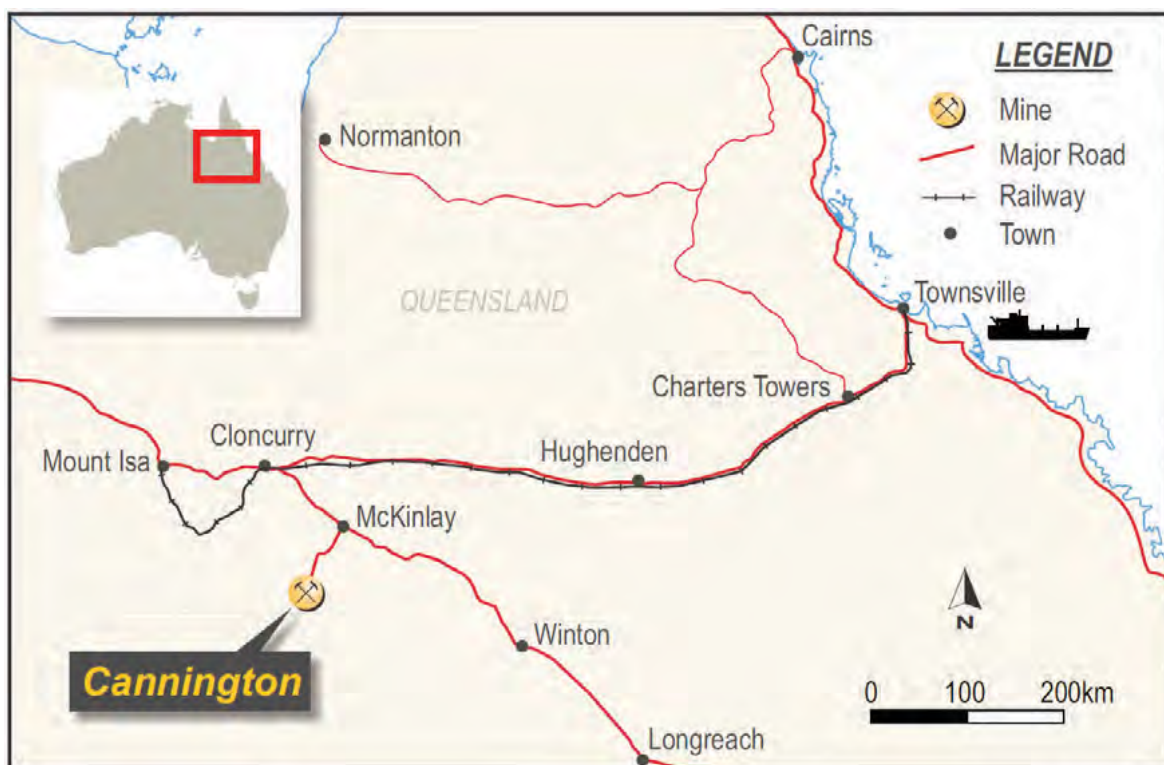 Cairns
LEGEND
Mine
Major Road
Railway
Town
Normanton
QUEENSLAND
Townsville
Charters Towers
Cloncurry
Mount Isa
Hughenden
McKinlay
N
Winton
Cannington
0 100 200km
Longreach